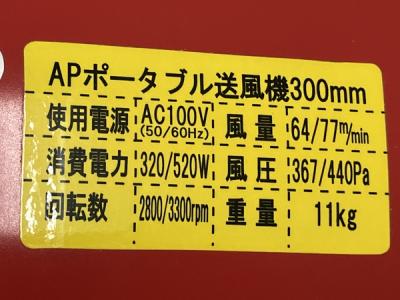 APポータブル送風機300mm
使用電源 AC100V (50/60Hz) 風量 64/77㎥/min
消費電力 320/520W 風圧 367/440Pa
回転数 2800/3300rpm 重量 11kg